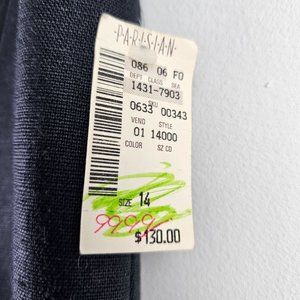 P·A·R·I·S·I·A·N
086 06 FO
DEPT CLASS SEA
1431-7903
SKU
0633 00343
VEND STYLE
01 14000
COLOR SZ CD
SIZE 14
$130.00